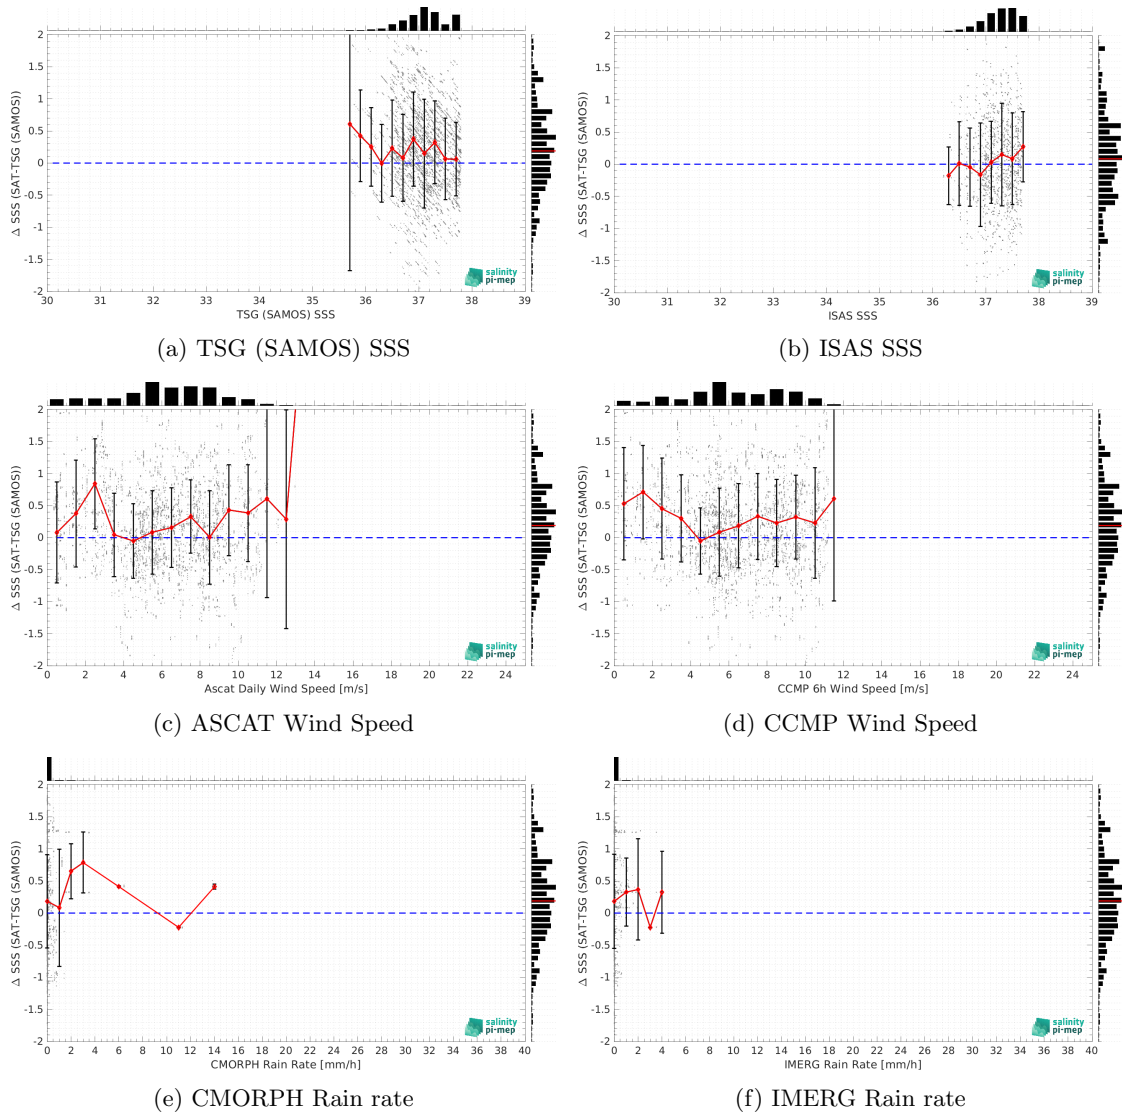 2
1.5
1
0.5
0
-0.5
-1
-1.5
-2
Δ SSS (SAT-TSG (SAMOS))
salinity
pi-mep
30 31 32 33 34 35 36 37 38 39
TSG (SAMOS) SSS
(a) TSG (SAMOS) SSS
2
1.5
1
0.5
0
-0.5
-1
-1.5
-2
Δ SSS (SAT-TSG (SAMOS))
salinity
pi-mep
30 31 32 33 34 35 36 37 38 39
ISAS SSS
(b) ISAS SSS
2
1.5
1
0.5
0
-0.5
-1
-1.5
-2
Δ SSS (SAT-TSG (SAMOS))
salinity
pi-mep
0 2 4 6 8 10 12 14 16 18 20 22 24
Ascat Daily Wind Speed [m/s]
(c) ASCAT Wind Speed
2
1.5
1
0.5
0
-0.5
-1
-1.5
-2
Δ SSS (SAT-TSG (SAMOS))
salinity
pi-mep
0 2 4 6 8 10 12 14 16 18 20 22 24
CCMP 6h Wind Speed [m/s]
(d) CCMP Wind Speed
2
1.5
1
0.5
0
-0.5
-1
-1.5
-2
Δ SSS (SAT-TSG (SAMOS))
salinity
pi-mep
0 2 4 6 8 10 12 14 16 18 20 22 24 26 28 30 32 34 36 38 40
CMORPH Rain Rate [mm/h]
(e) CMORPH Rain rate
2
1.5
1
0.5
0
-0.5
-1
-1.5
-2
Δ SSS (SAT-TSG (SAMOS))
salinity
pi-mep
0 2 4 6 8 10 12 14 16 18 20 22 24 26 28 30 32 34 36 38 40
IMERG Rain Rate [mm/h]
(f) IMERG Rain rate